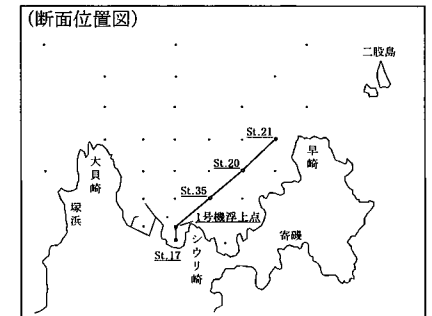 (断面位置図)
二股島
St.21
早崎
大貝崎
St.20
St.35
塚浜
1号機浮上点
シウリ崎
寄磯
St.17